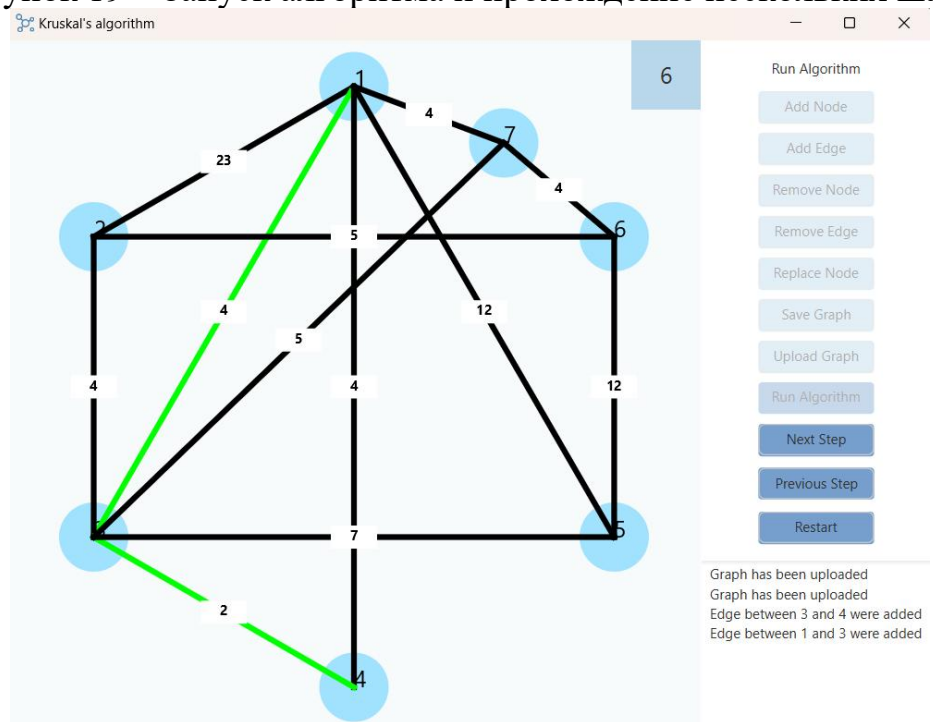 Kruskal's algorithm
6
Run Algorithm
Add Node
Add Edge
Remove Node
Remove Edge
Replace Node
Save Graph
Upload Graph
Run Algorithm
Next Step
Previous Step
Restart
Graph has been uploaded
Graph has been uploaded
Edge between 3 and 4 were added
Edge between 1 and 3 were added
1
4
7
23
4
2
5
6
4
12
5
4
4
12
3
7
5
2
4